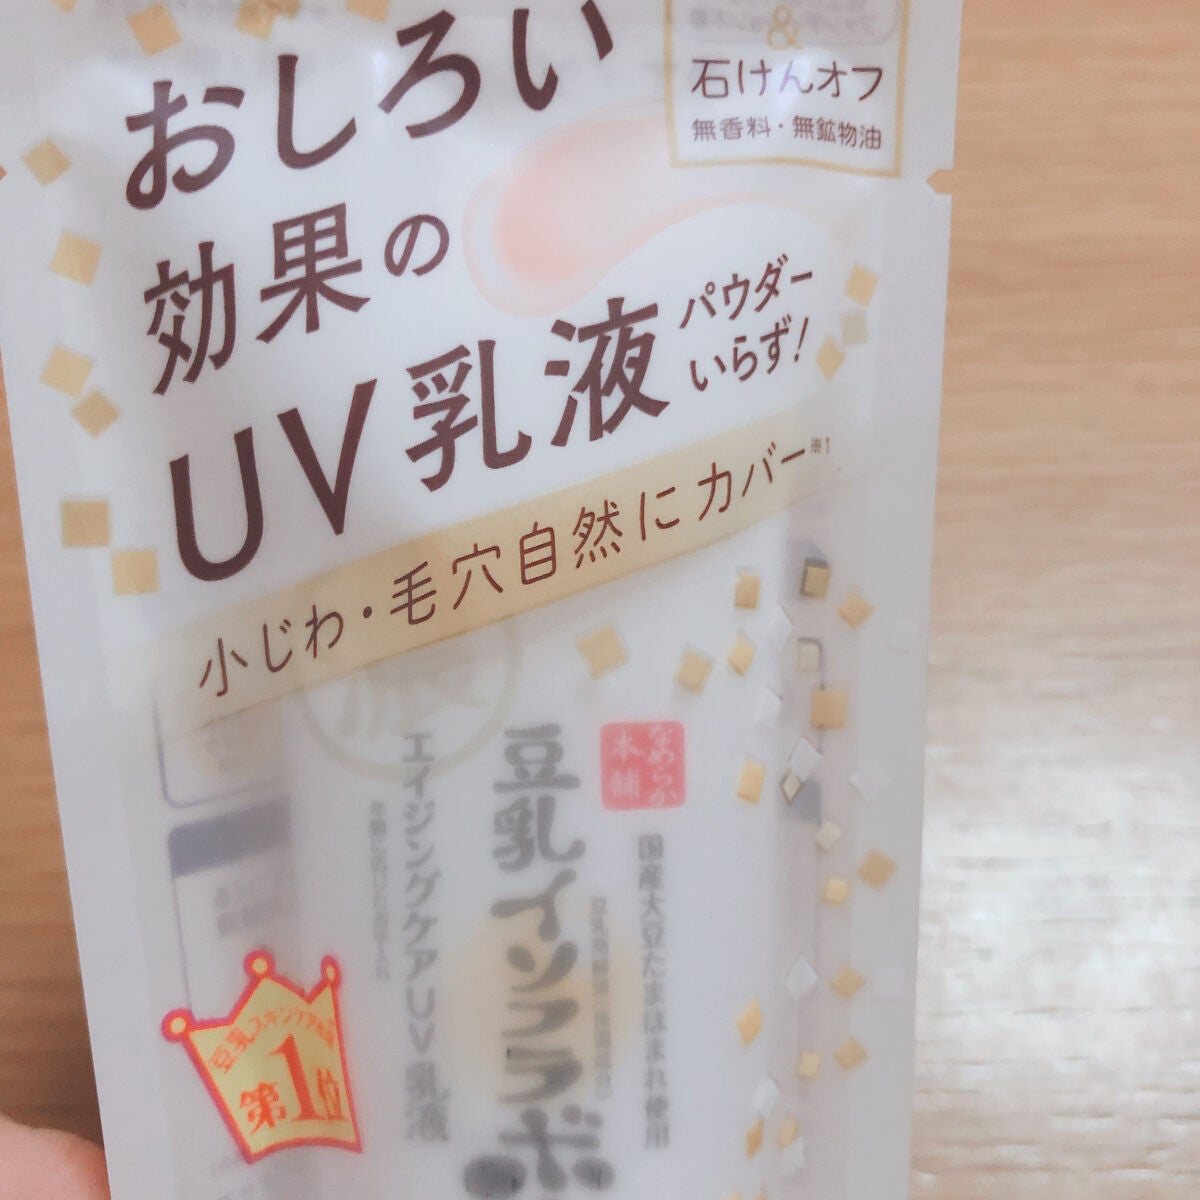 &
石けんオフ
無香料・無鉱物油
おしろい
効果の
UV乳液
パウダー
いらず!
小じわ・毛穴自然にカバー※1
なめらか
本舗
国産大豆たまほまれ使用
豆乳イソフラボ
エイジングケアUV乳液
豆乳スキンケア
第1位